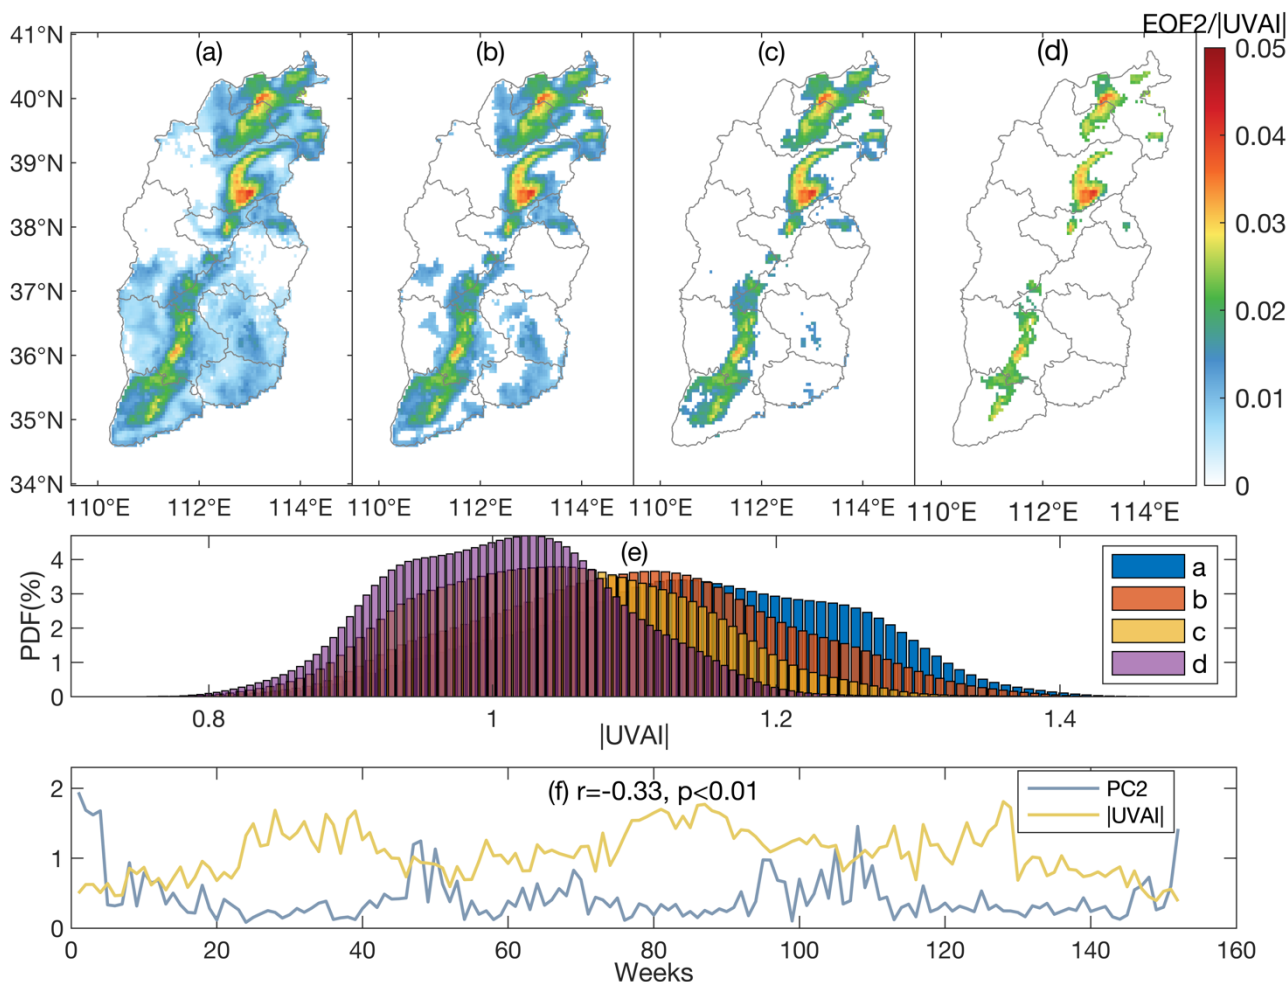 EOF2/|UVAI|
(a) (b) (c) (d)
41°N
40°N
39°N
38°N
37°N
36°N
35°N
34°N
0.05
0.04
0.03
0.02
0.01
0
110°E 112°E 114°E 110°E 112°E 114°E 110°E 112°E 114°E 110°E 112°E 114°E
(e)
PDF(%)
4
3
2
1
0
a
b
c
d
0.8 1 1.2 1.4
|UVAI|
(f) r=-0.33, p<0.01
PC2
|UVAI|
2
1
0
0 20 40 60 80 100 120 140 160
Weeks